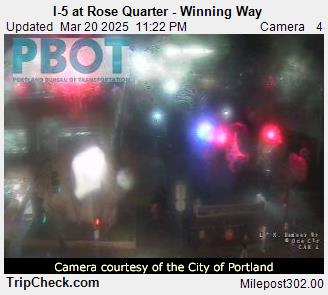 I-5 at Rose Quarter - Winning Way
Updated Mar 20 2025 11:22 PM Camera 4
PBOT
PORTLAND BUREAU OF TRANSPORTATION
Camera courtesy of the City of Portland
TripCheck.com Milepost302.00